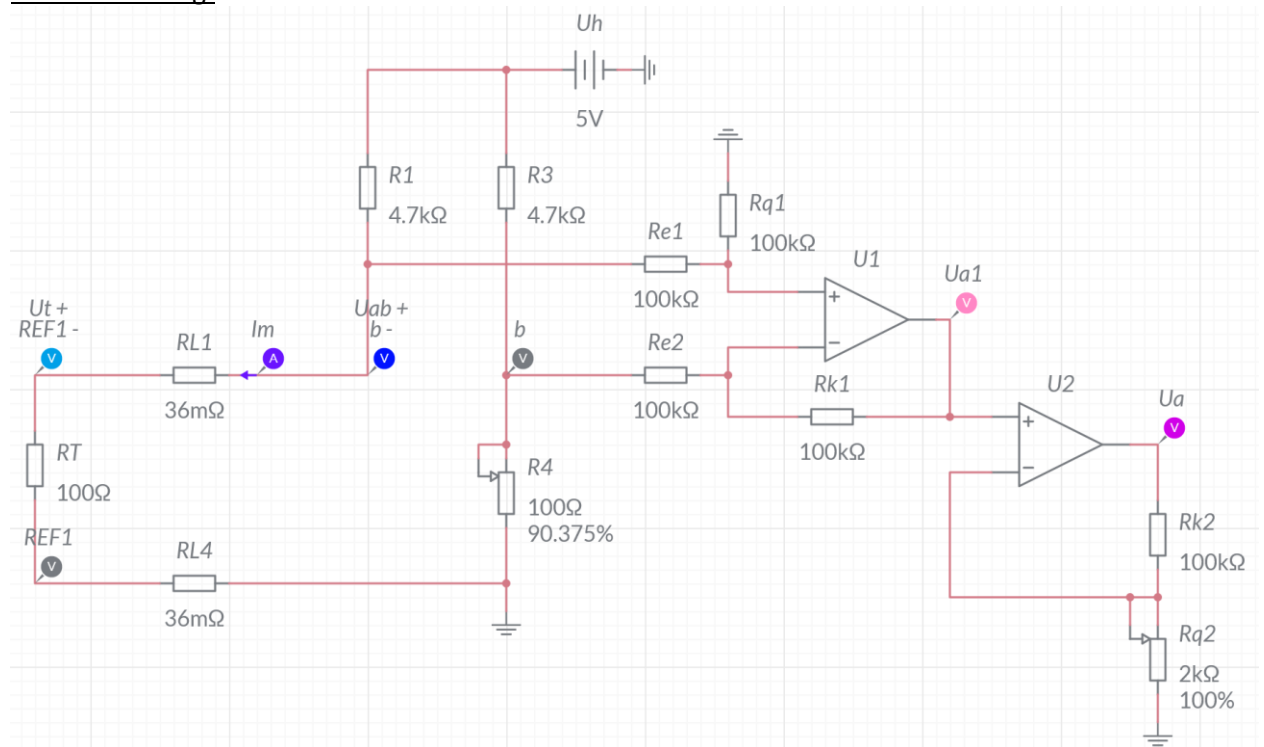 Uh
5V
R1
4.7kΩ
R3
4.7kΩ
Rq1
100kΩ
Re1
100kΩ
U1
Ua1
V
Ut +
REF1 -
V
RL1
36mΩ
Im
A
Uab +
b -
V
b
V
Re2
100kΩ
Rk1
100kΩ
U2
Ua
V
RT
100Ω
R4
100Ω
90.375%
REF1
V
RL4
36mΩ
Rk2
100kΩ
Rq2
2kΩ
100%